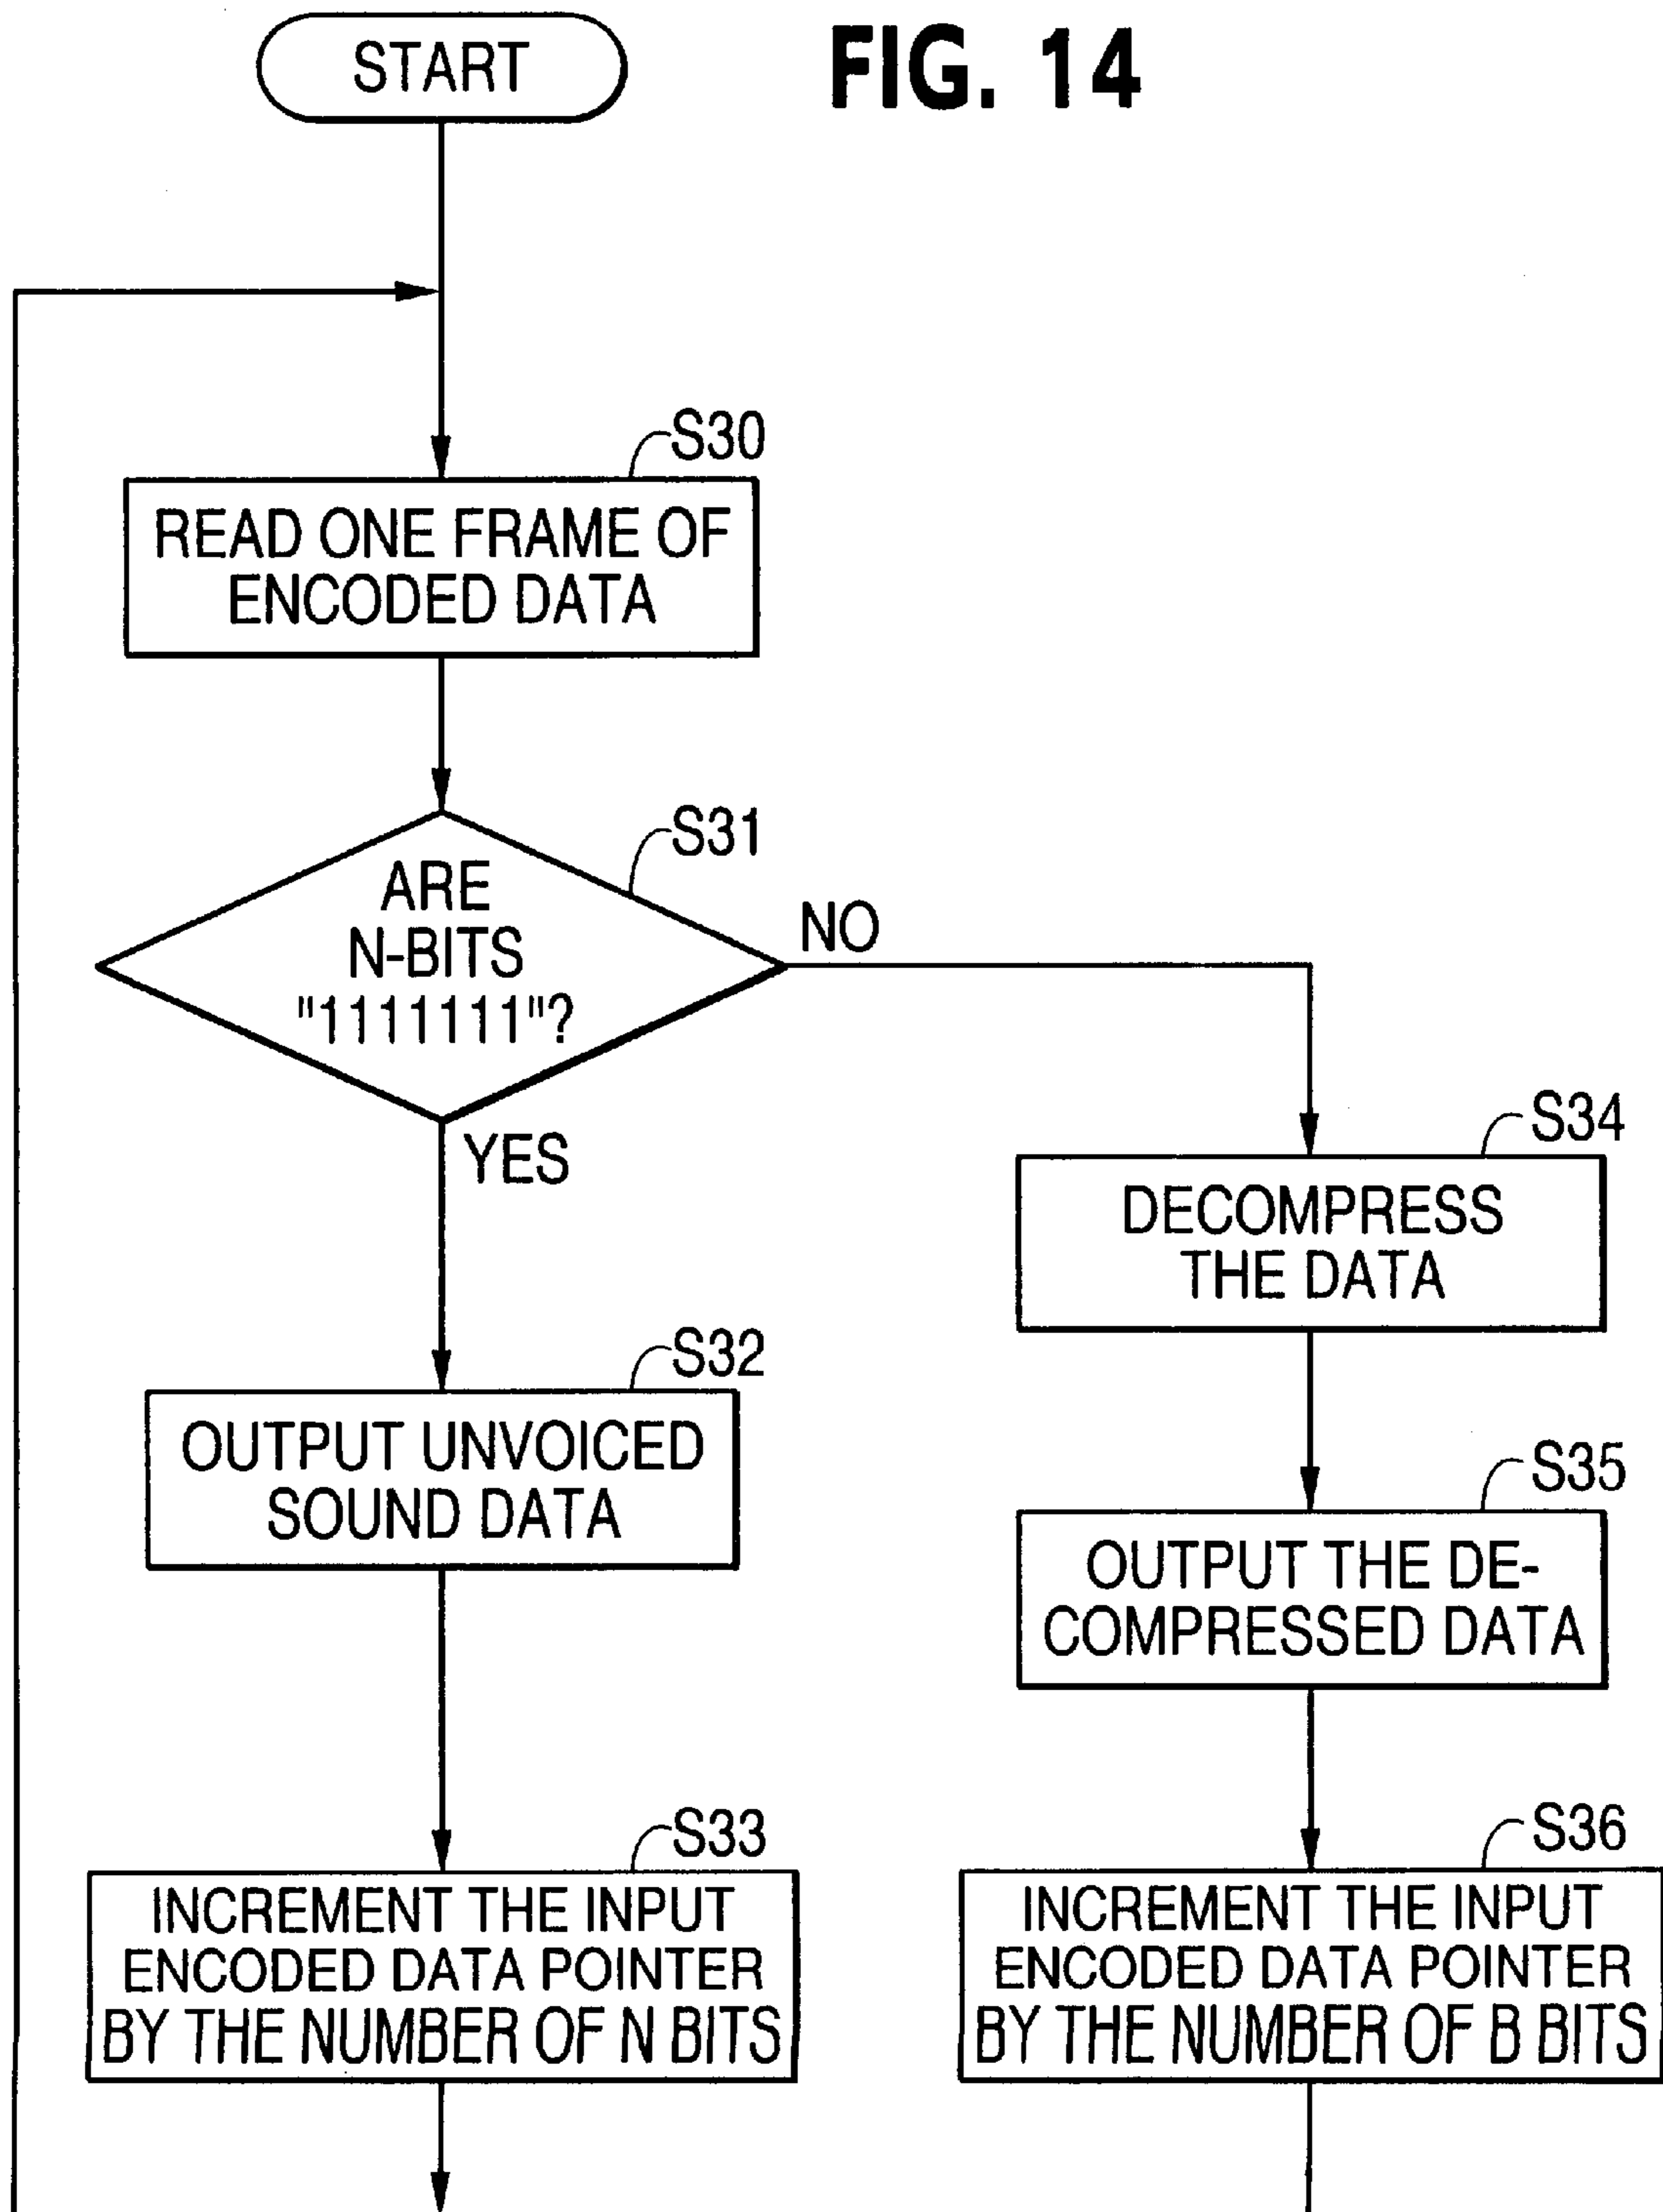 START
FIG. 14
S30
READ ONE FRAME OF
ENCODED DATA
S31
ARE
N-BITS
"1111111"?
NO
YES
S34
DECOMPRESS
THE DATA
S32
OUTPUT UNVOICED
SOUND DATA
S35
OUTPUT THE DE-
COMPRESSED DATA
S33
INCREMENT THE INPUT
ENCODED DATA POINTER
BY THE NUMBER OF N BITS
S36
INCREMENT THE INPUT
ENCODED DATA POINTER
BY THE NUMBER OF B BITS